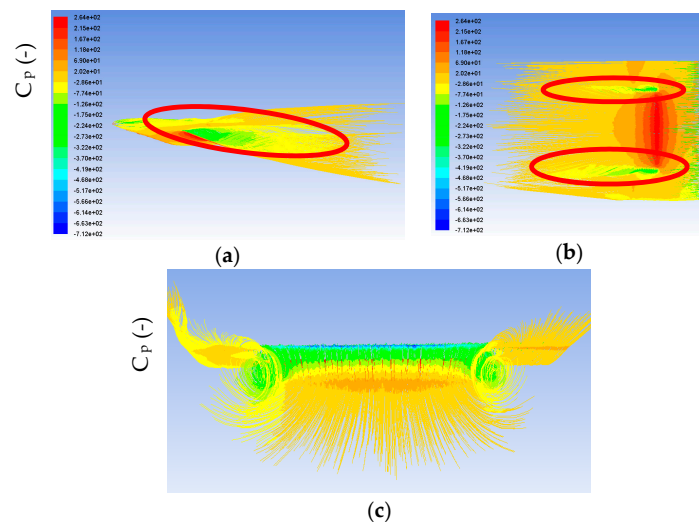 C p (-)
2.64e+02
2.15e+02
1.67e+02
1.18e+02
6.90e+01
2.02e+01
-2.86e+01
-7.74e+01
-1.26e+02
-1.75e+02
-2.24e+02
-2.73e+02
-3.22e+02
-3.70e+02
-4.19e+02
-4.68e+02
-5.17e+02
-5.66e+02
-6.14e+02
-6.63e+02
-7.12e+02
(a)
2.64e+02
2.15e+02
1.67e+02
1.18e+02
6.90e+01
2.02e+01
-2.86e+01
-7.74e+01
-1.26e+02
-1.75e+02
-2.24e+02
-2.73e+02
-3.22e+02
-3.70e+02
-4.19e+02
-4.68e+02
-5.17e+02
-5.66e+02
-6.14e+02
-6.63e+02
-7.12e+02
(b)
C p (-)
(c)